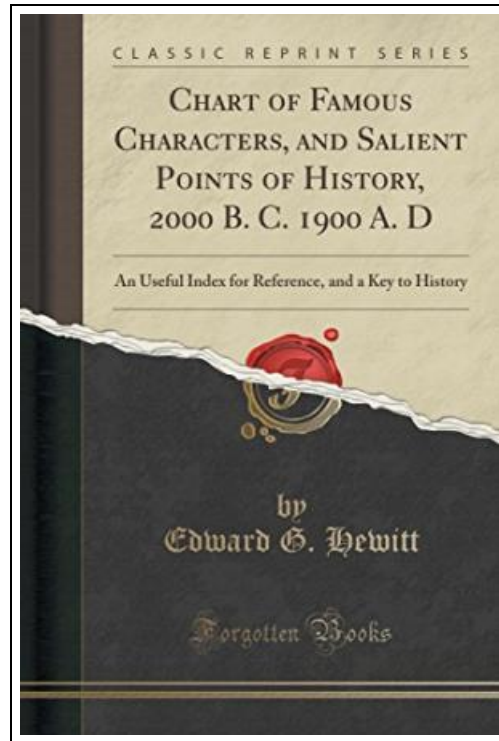 CLASSIC REPRINT SERIES
CHART OF FAMOUS
CHARACTERS, AND SALIENT
POINTS OF HISTORY,
2000 B. C. 1900 A. D
An Useful Index for Reference, and a Key to History
by
Edward G. Hewitt
Forgotten Books